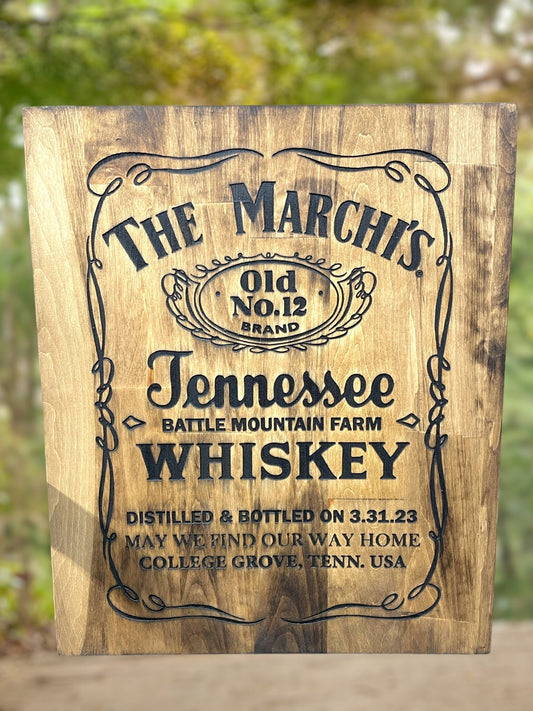 THE MARCHI'S
Old
No.12
BRAND
Tennessee
BATTLE MOUNTAIN FARM
WHISKEY
DISTILLED & BOTTLED ON 3.31.23
MAY WE FIND OUR WAY HOME
COLLEGE GROVE, TENN. USA